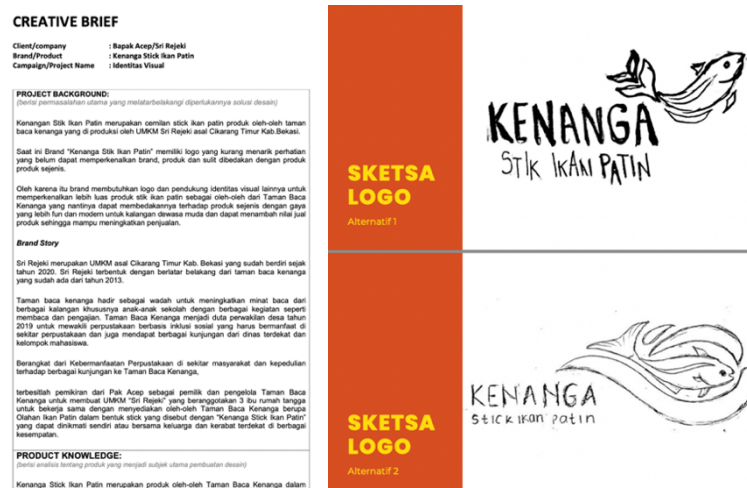 CREATIVE BRIEF
Client/company : Bapak Acep/Sri Rejeki
Brand/Product : Kenanga Stick Ikan Patin
Campaign/Project Name : Identitas Visual
PROJECT BACKGROUND:
(berisi permasalahan utama yang melatarbelakangi diperlukannya solusi desain)
Kenangan Stik Ikan Patin merupakan cemilan stick ikan patin produk oleh-oleh taman
baca kenanga yang di produksi oleh UMKM Sri Rejeki asal Cikarang Timur Kab.Bekasi.
Saat ini Brand "Kenanga Stik Ikan Patin" memiliki logo yang kurang menarik perhatian
yang belum dapat memperkenalkan brand, produk dan sulit dibedakan dengan produk
produk sejenis.
Oleh karena itu brand membutuhkan logo dan pendukung identitas visual lainnya untuk
memperkenalkan lebih luas produk stik ikan patin sebagai oleh-oleh dari Taman Baca
Kenanga yang nantinya dapat membedakannya terhadap produk sejenis dengan gaya
yang lebih fun dan modern untuk kalangan dewasa muda dan dapat menambah nilai jual
produk sehingga mampu meningkatkan penjualan.
Brand Story
Sri Rejeki merupakan UMKM asal Cikarang Timur Kab. Bekasi yang sudah berdiri sejak
tahun 2020. Sri Rejeki terbentuk dengan berlatar belakang dari taman baca kenanga
yang sudah ada dari tahun 2013.
Taman baca kenanga hadir sebagai wadah untuk meningkatkan minat baca dari
berbagai kalangan khususnya anak-anak sekolah dengan berbagai kegiatan seperti
membaca dan pengajian. Taman Baca Kenanga menjadi duta perwakilan desa tahun
2019 untuk mewakili perpustakaan berbasis inklusi sosial yang harus bermanfaat di
sekitar perpustakaan dan juga mendapat berbagai kunjungan dari dinas terdekat dan
kelompok mahasiswa.
Berangkat dari Kebermanfaatan Perpustakaan di sekitar masyarakat dan kepedulian
terhadap berbagai kunjungan ke Taman Baca Kenanga,
terbesitlah pemikiran dari Pak Acep sebagai pemilik dan pengelola Taman Baca
Kenanga untuk membuat UMKM "Sri Rejeki" yang beranggotakan 3 ibu rumah tangga
untuk bekerja sama dengan menyediakan oleh-oleh Taman Baca Kenanga berupa
Olahan Ikan Patin dalam bentuk stick yang disebut dengan "Kenanga Stick Ikan Patin"
yang dapat dinikmati sendiri atau bersama keluarga dan kerabat terdekat di berbagai
kesempatan.
PRODUCT KNOWLEDGE:
(berisi analisis tentang produk yang menjadi subjek utama pembuatan desain)
Kenanga Stick Ikan Patin merupakan produk oleh-oleh Taman Baca Kenanga dalam
SKETSA
LOGO
Alternatif 1
KENANGA
STIK IKAN PATIN
SKETSA
LOGO
Alternatif 2
KENANGA
Stick ikan patin